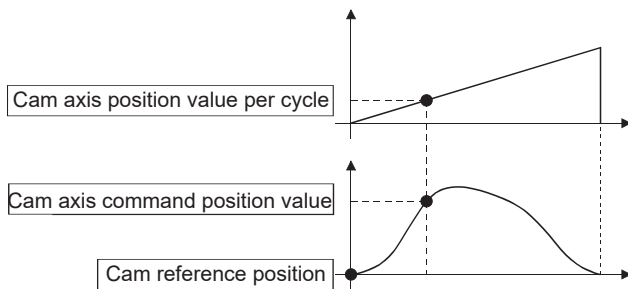 Cam axis position value per cycle
Cam axis command position value
Cam reference position